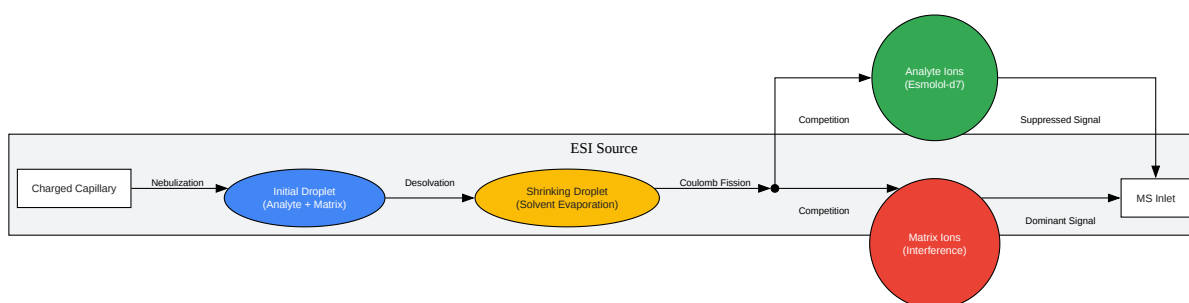 Analyte Ions
(Esmolol-d7)
Competition
Suppressed Signal
ESI Source
Charged Capillary
Nebulization
Initial Droplet
(Analyte + Matrix)
Desolvation
Shrinking Droplet
(Solvent Evaporation)
Coulomb Fission
Competition
Matrix Ions
(Interference)
Dominant Signal
MS Inlet